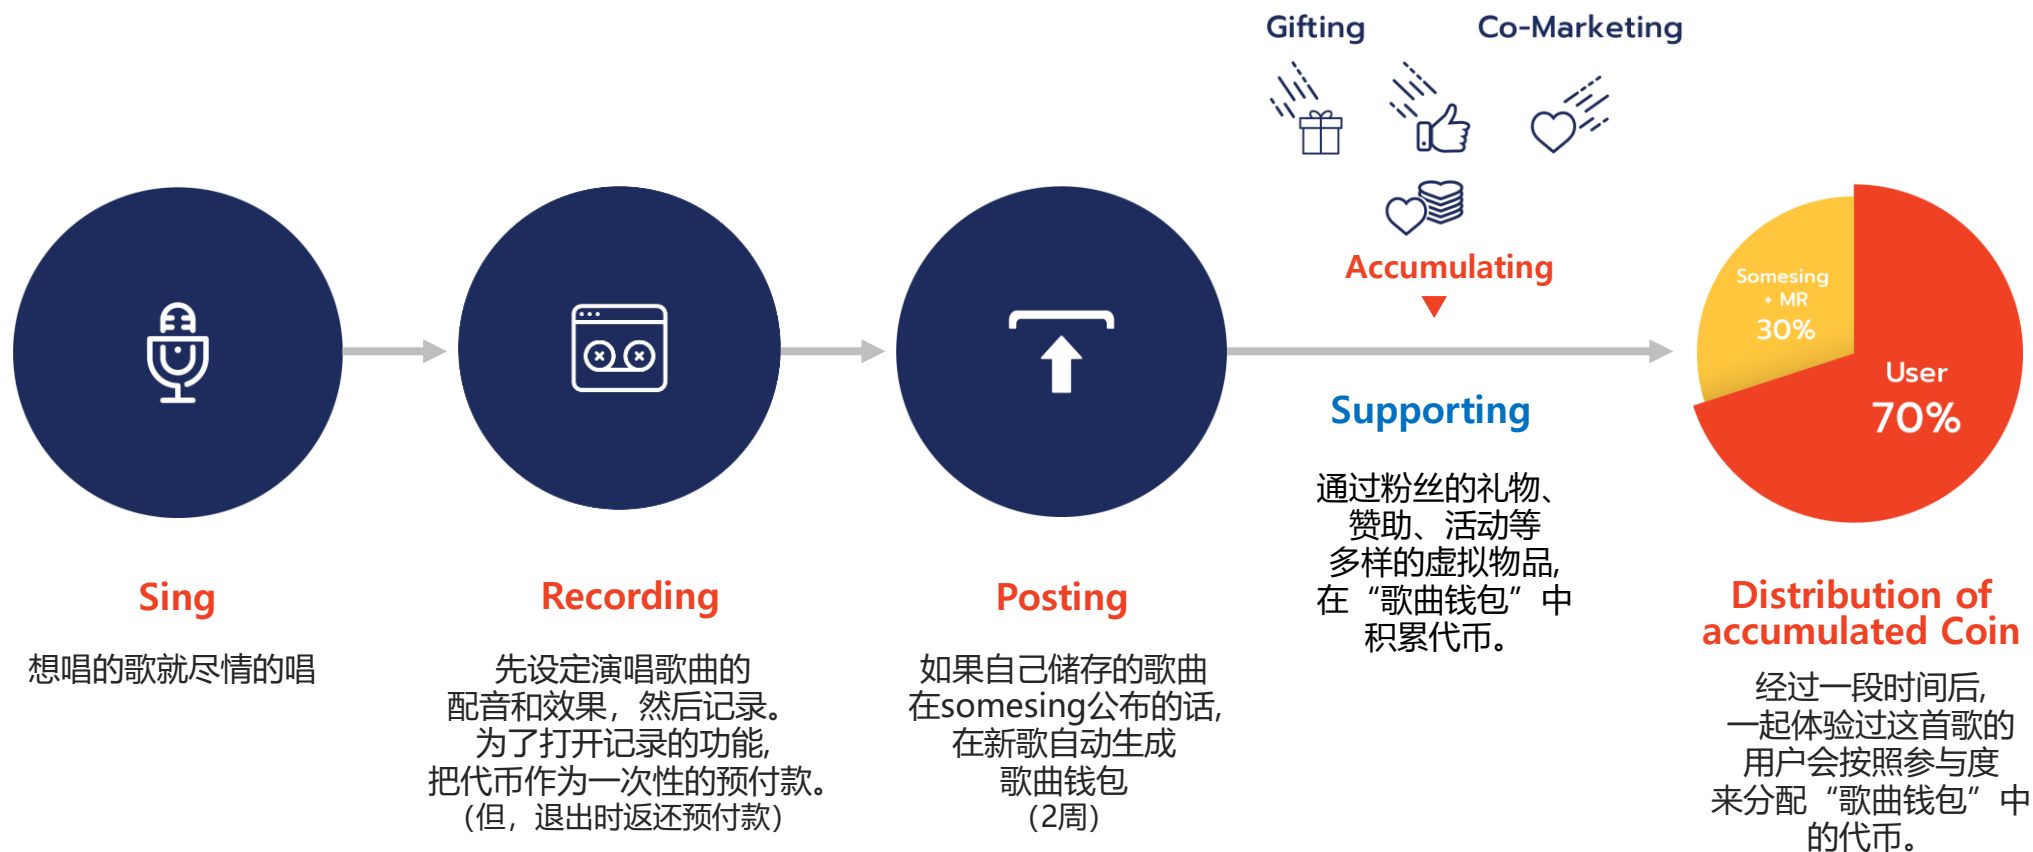 Gifting
Co-Marketing
Accumulating
Somesing
+ MR
30%
User
70%
Supporting
通过粉丝的礼物、
赞助、活动等
多样的虚拟物品,
在“歌曲钱包”中
积累代币。
Sing
想唱的歌就尽情的唱
Recording
先设定演唱歌曲的
配音和效果，然后记录。
为了打开记录的功能,
把代币作为一次性的预付款。
（但，退出时返还预付款）
Posting
如果自己储存的歌曲
在somesing公布的话,
在新歌自动生成
歌曲钱包
（2周）
Distribution of
accumulated Coin
经过一段时间后,
一起体验过这首歌的
用户会按照参与度
来分配“歌曲钱包”中
的代币。